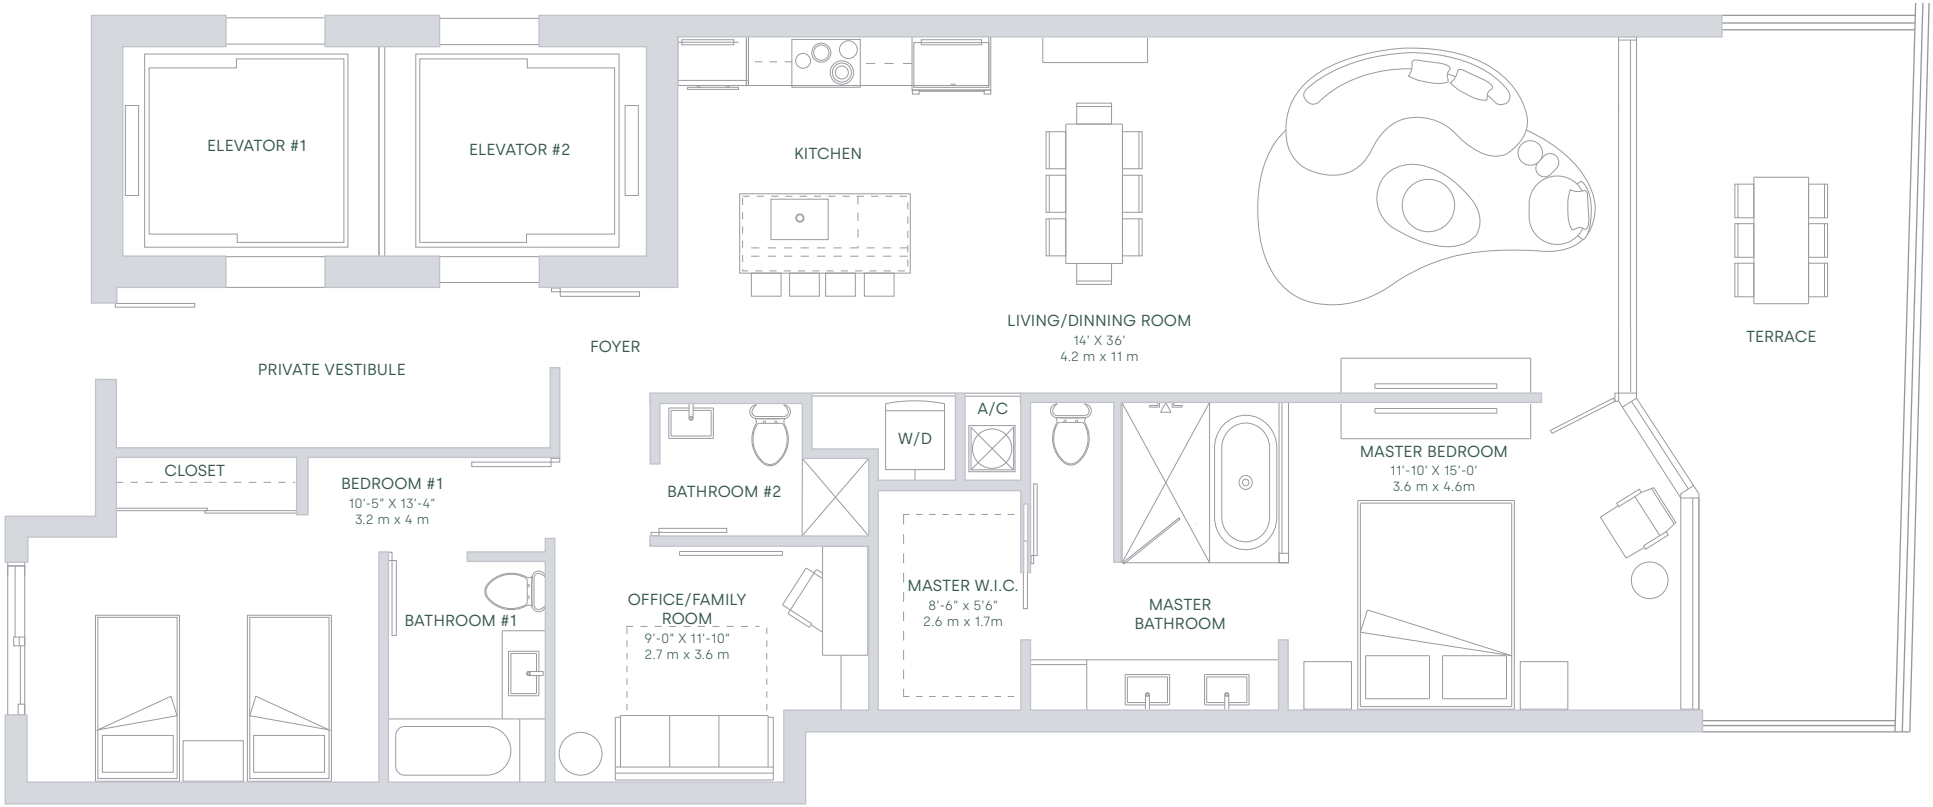 ELEVATOR #1
ELEVATOR #2
KITCHEN
LIVING/DINNING ROOM
14' X 36'
4.2 m x 11 m
TERRACE
FOYER
PRIVATE VESTIBULE
A/C
W/D
CLOSET
BEDROOM #1
10'-5" X 13'-4"
3.2 m x 4 m
BATHROOM #2
MASTER BEDROOM
11'-10' X 15'-0'
3.6 m x 4.6m
BATHROOM #1
OFFICE/FAMILY
ROOM
9'-0" X 11'-10"
2.7 m x 3.6 m
MASTER W.I.C.
8'-6" x 5'6"
2.6 m x 1.7m
MASTER
BATHROOM